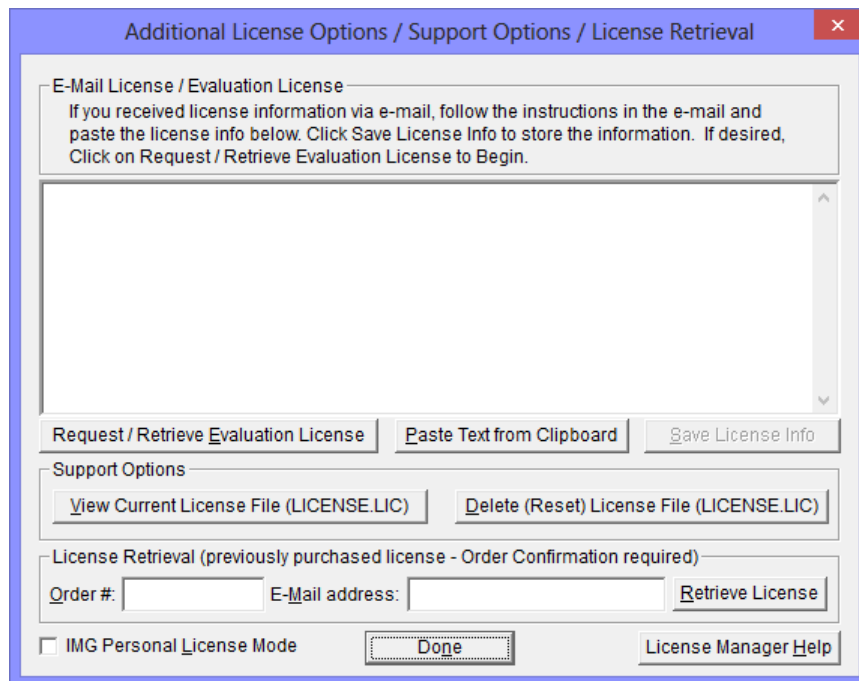 Additional License Options / Support Options / License Retrieval
E-Mail License / Evaluation License
If you received license information via e-mail, follow the instructions in the e-mail and
paste the license info below. Click Save License Info to store the information. If desired,
Click on Request / Retrieve Evaluation License to Begin.
Request / Retrieve Evaluation License Paste Text from Clipboard Save License Info
Support Options
View Current License File (LICENSE.LIC) Delete (Reset) License File (LICENSE.LIC)
License Retrieval (previously purchased license - Order Confirmation required)
Order #: E-Mail address: Retrieve License
IMG Personal License Mode Done License Manager Help